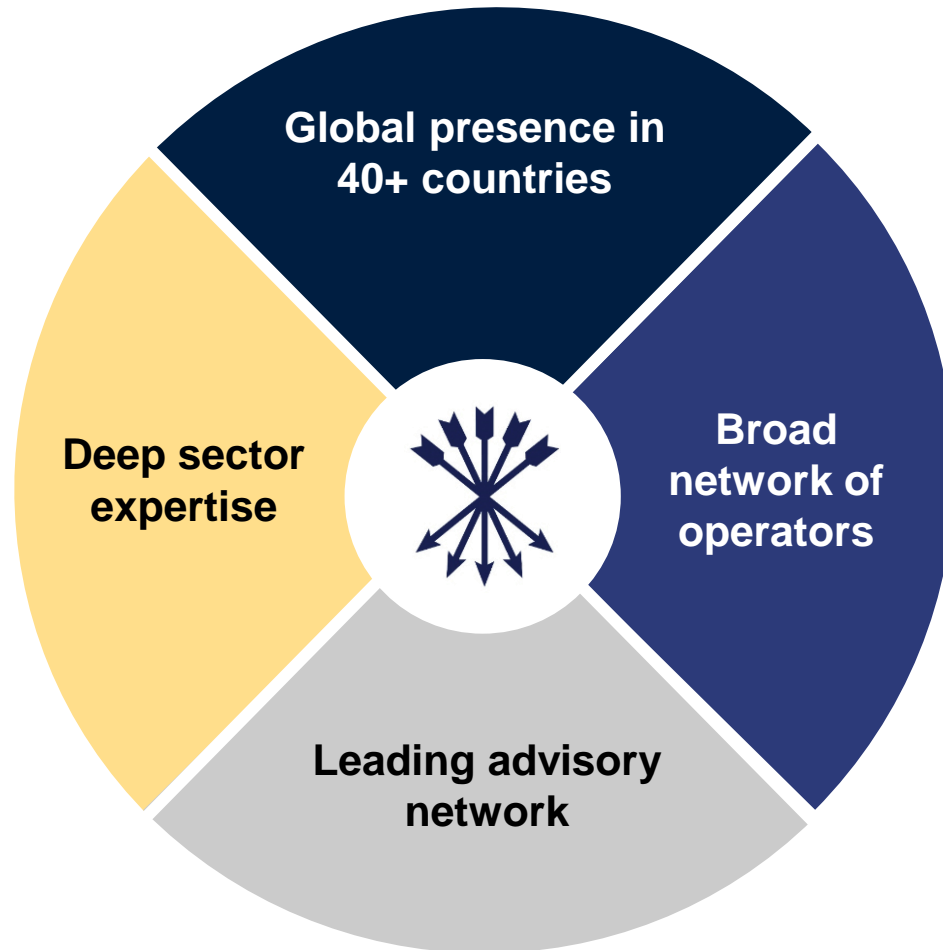 Global presence in
40+ countries
Deep sector
expertise
Broad
network of
operators
Leading advisory
network